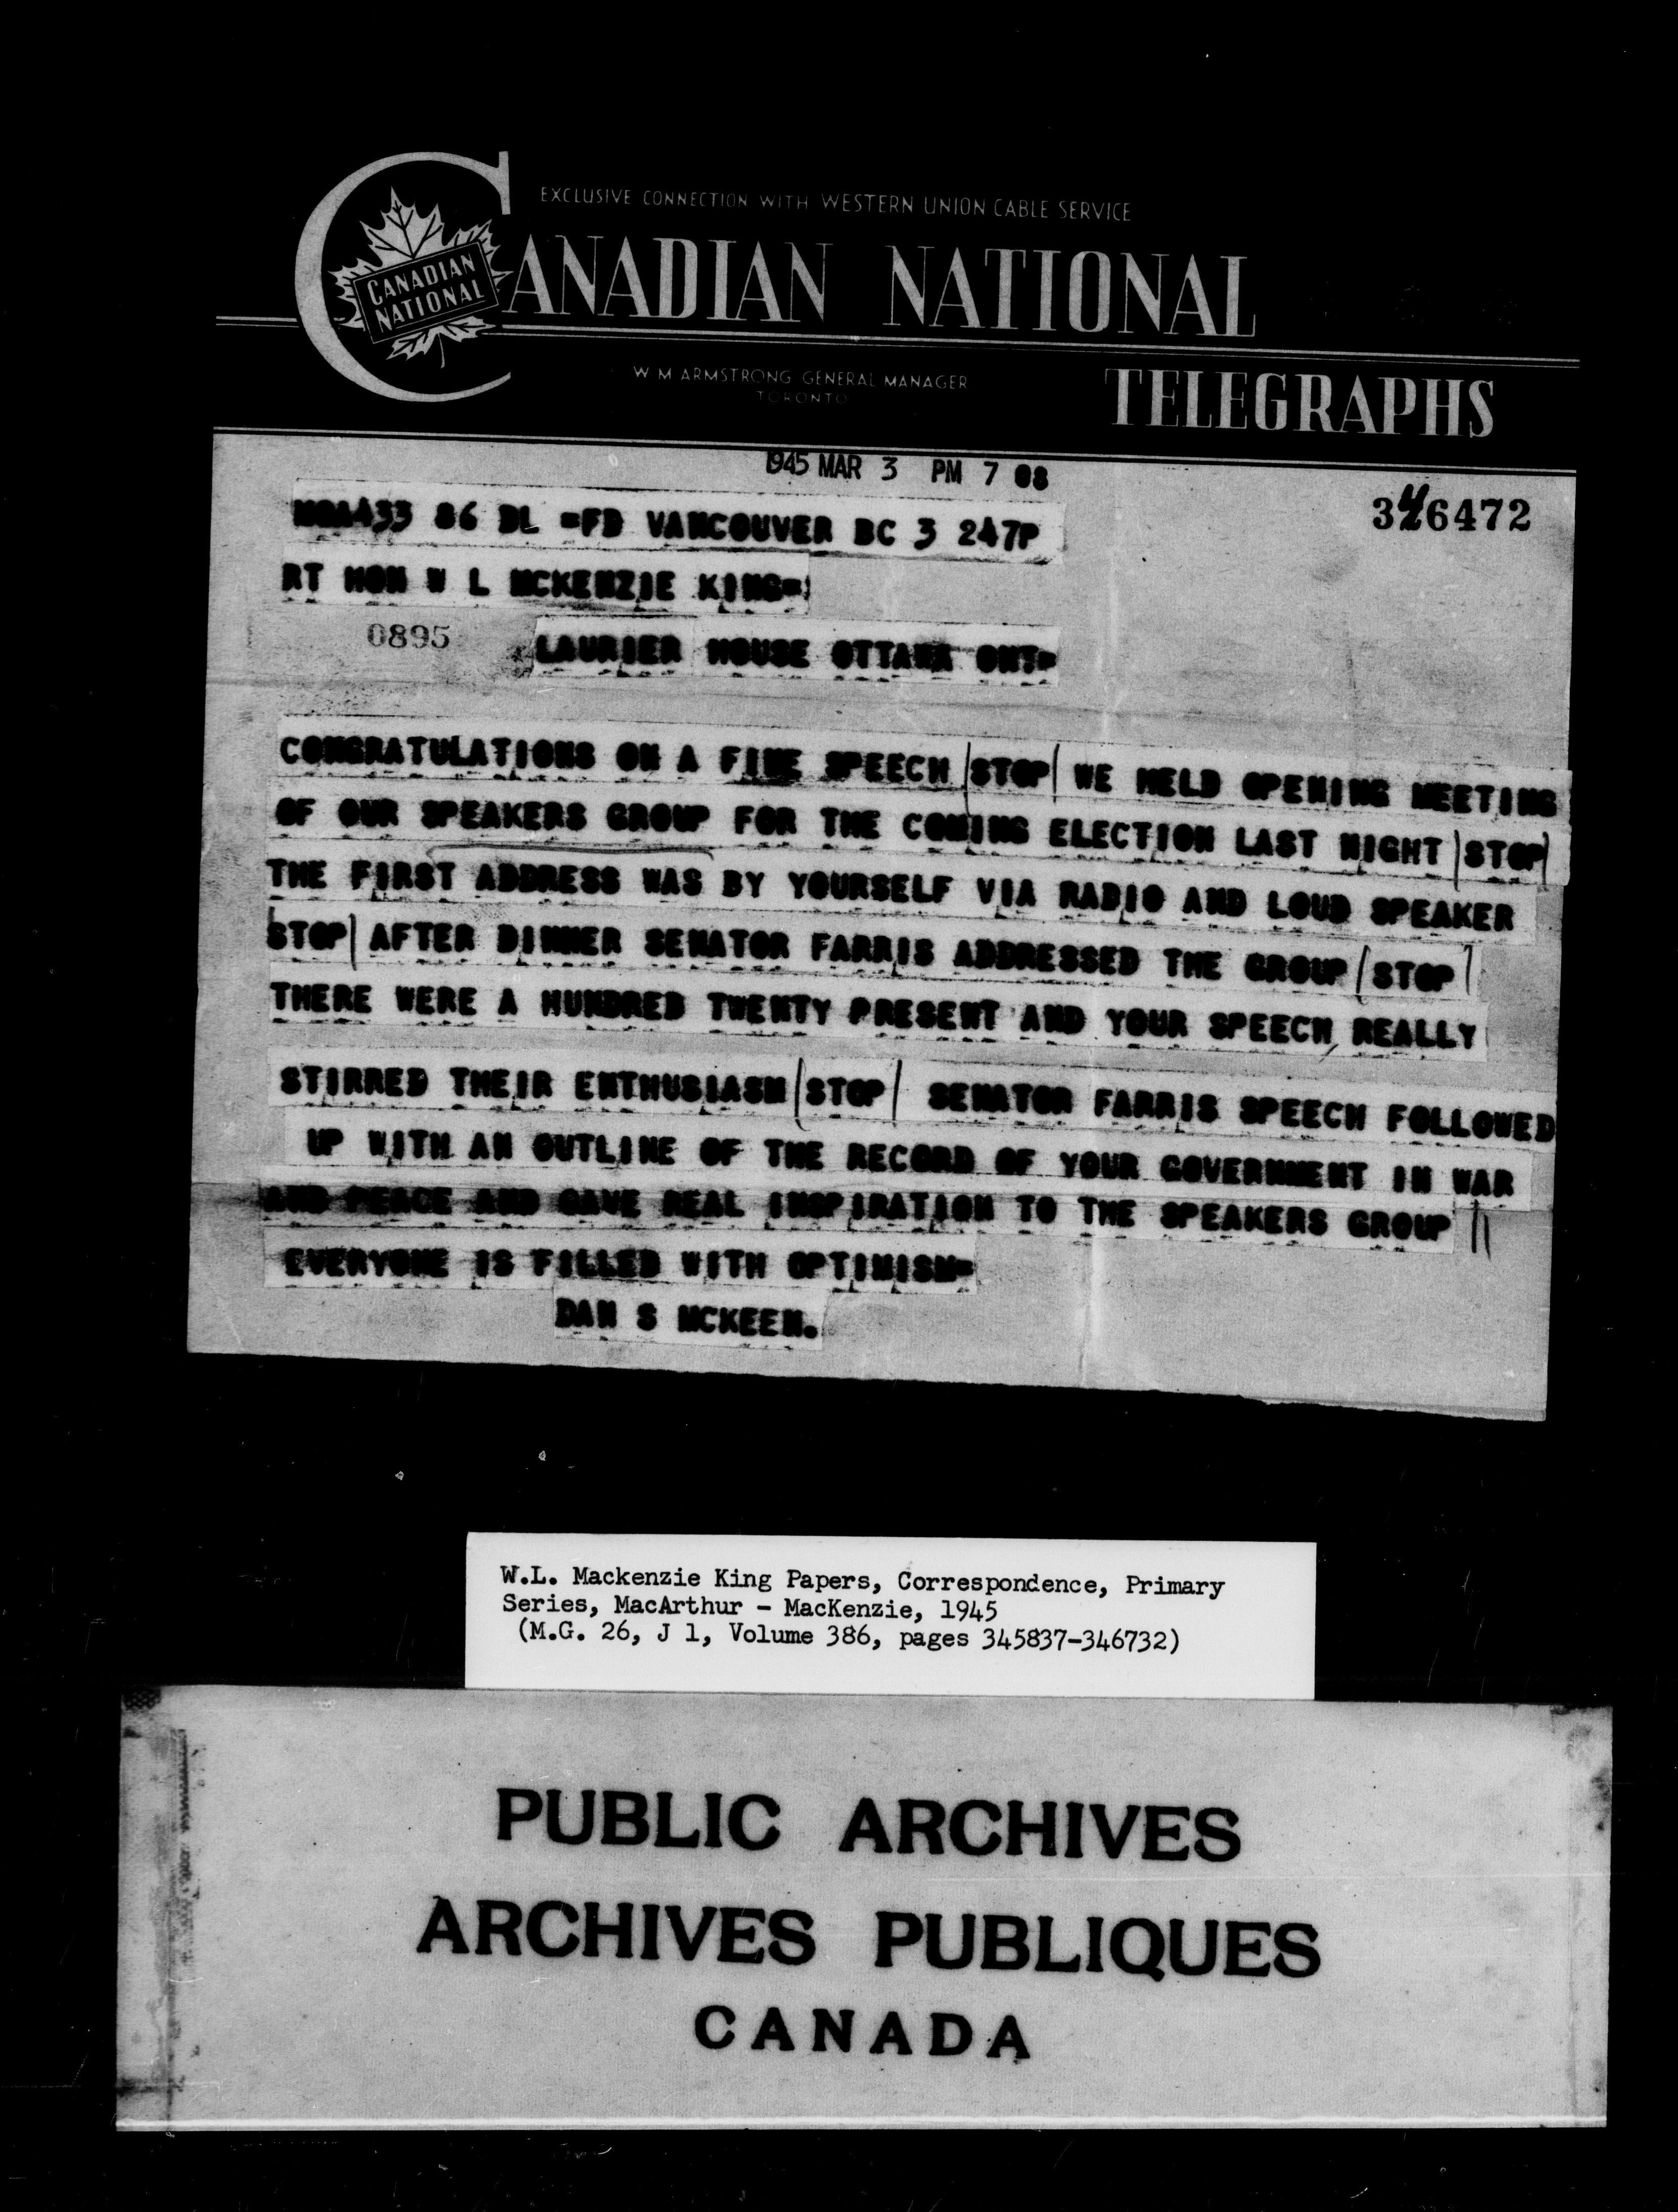 EXCLUSIVE CONNECTION WITH WESTERN UNION CABLE SERVICE
CANADIAN NATIONAL
CANADIAN
NATIONAL
W M ARMSTRONG GENERAL MANAGER
TORONTO
TELEGRAPHS
1945 MAR 3 PM 7 08
346472
86 DL =FD VANCOUVER BC 3 247P
RT HON W L MCKENZIE KING=
0895
LAURIER HOUSE OTTAWA ONT=
CONGRATULATIONS ON A FINE SPEECH STOP WE HELD OPENING MEETING
OF OUR SPEAKERS GROUP FOR THE COMING ELECTION LAST NIGHT STOP
THE FIRST ADDRESS WAS BY YOURSELF VIA RADIO AND LOUD SPEAKER
STOP AFTER DINNER SENATOR FARRIS ADDRESSED THE GROUP STOP
THERE WERE A HUNDRED TWENTY PRESENT AND YOUR SPEECH REALLY
STIRRED THEIR ENTHUSIASM STOP SENATOR FARRIS SPEECH FOLLOWED
UP WITH AN OUTLINE OF THE RECORD OF YOUR GOVERNMENT IN WAR
AND PEACE AND GAVE REAL INSPIRATION TO THE SPEAKERS GROUP
EVERYONE IS FILLED WITH OPTIMISM=
DAN S MCKEEN.
W.L. Mackenzie King Papers, Correspondence, Primary
Series, MacArthur - MacKenzie, 1945
(M.G. 26, J 1, Volume 386, pages 345837-346732)
PUBLIC ARCHIVES
ARCHIVES PUBLIQUES
CANADA